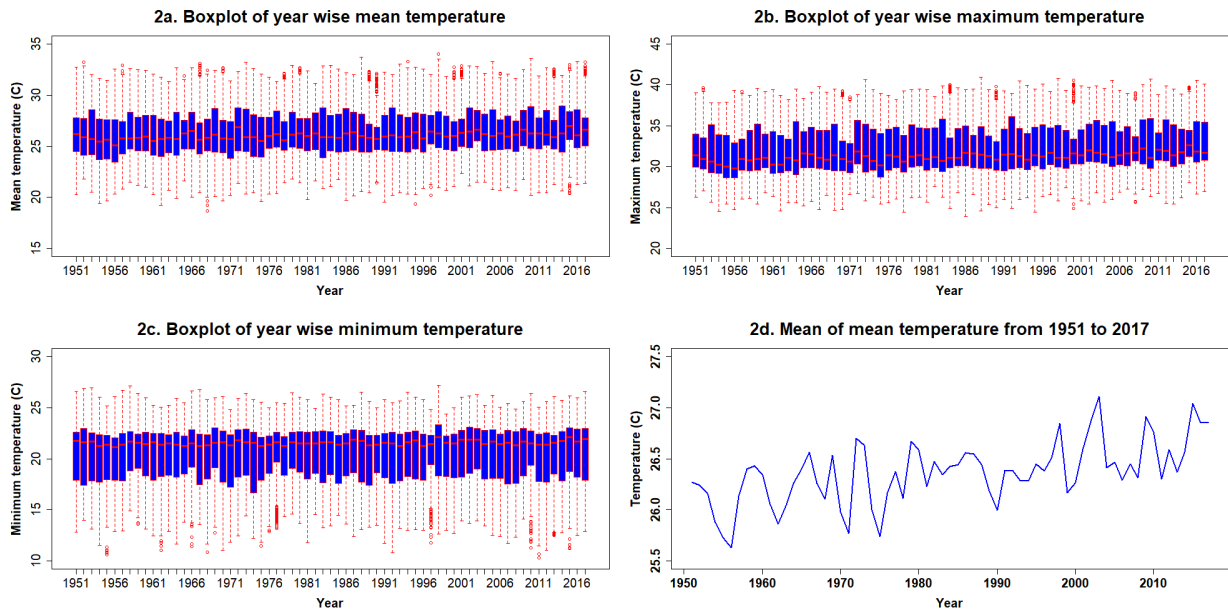 2a. Boxplot of year wise mean temperature
Mean temperature (C)
35
30
25
20
15
1951 1956 1961 1966 1971 1976 1981 1986 1991 1996 2001 2006 2011 2016
Year
2b. Boxplot of year wise maximum temperature
Maximum temperature (C)
45
40
35
30
25
20
1951 1956 1961 1966 1971 1976 1981 1986 1991 1996 2001 2006 2011 2016
Year
2c. Boxplot of year wise minimum temperature
Minimum temperature (C)
30
25
20
15
10
1951 1956 1961 1966 1971 1976 1981 1986 1991 1996 2001 2006 2011 2016
Year
2d. Mean of mean temperature from 1951 to 2017
Temperature (C)
27.5
27.0
26.5
26.0
25.5
1950 1960 1970 1980 1990 2000 2010
Year